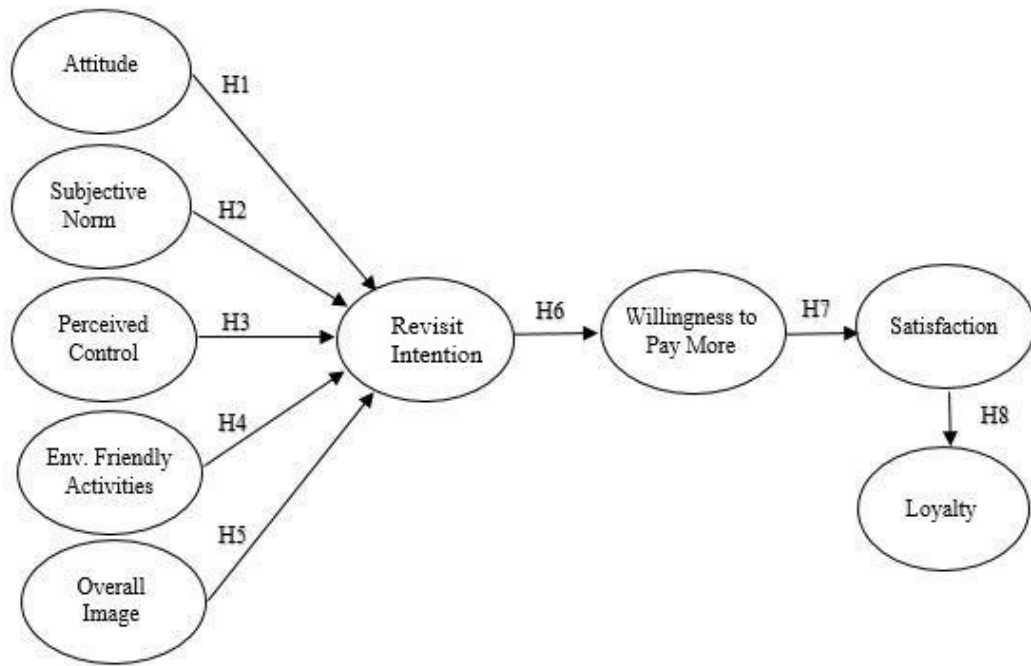 Attitude
H1
Subjective
Norm
H2
Perceived
Control
H3
Env. Friendly
Activities
H4
Overall
Image
H5
Revisit
Intention
H6
Willingness to
Pay More
H7
Satisfaction
H8
Loyalty